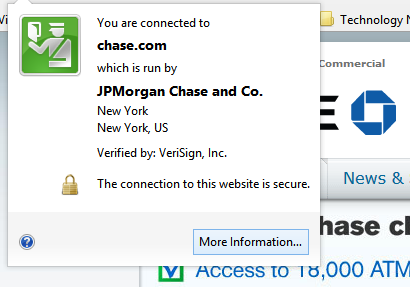 Vi
You are connected to
chase.com
which is run by
JPMorgan Chase and Co.
New York
New York, US
Verified by: VeriSign, Inc.
The connection to this website is secure.
More Information...
Technology N
Commercial
E
News &
hase c
Access to 18,000 ATM